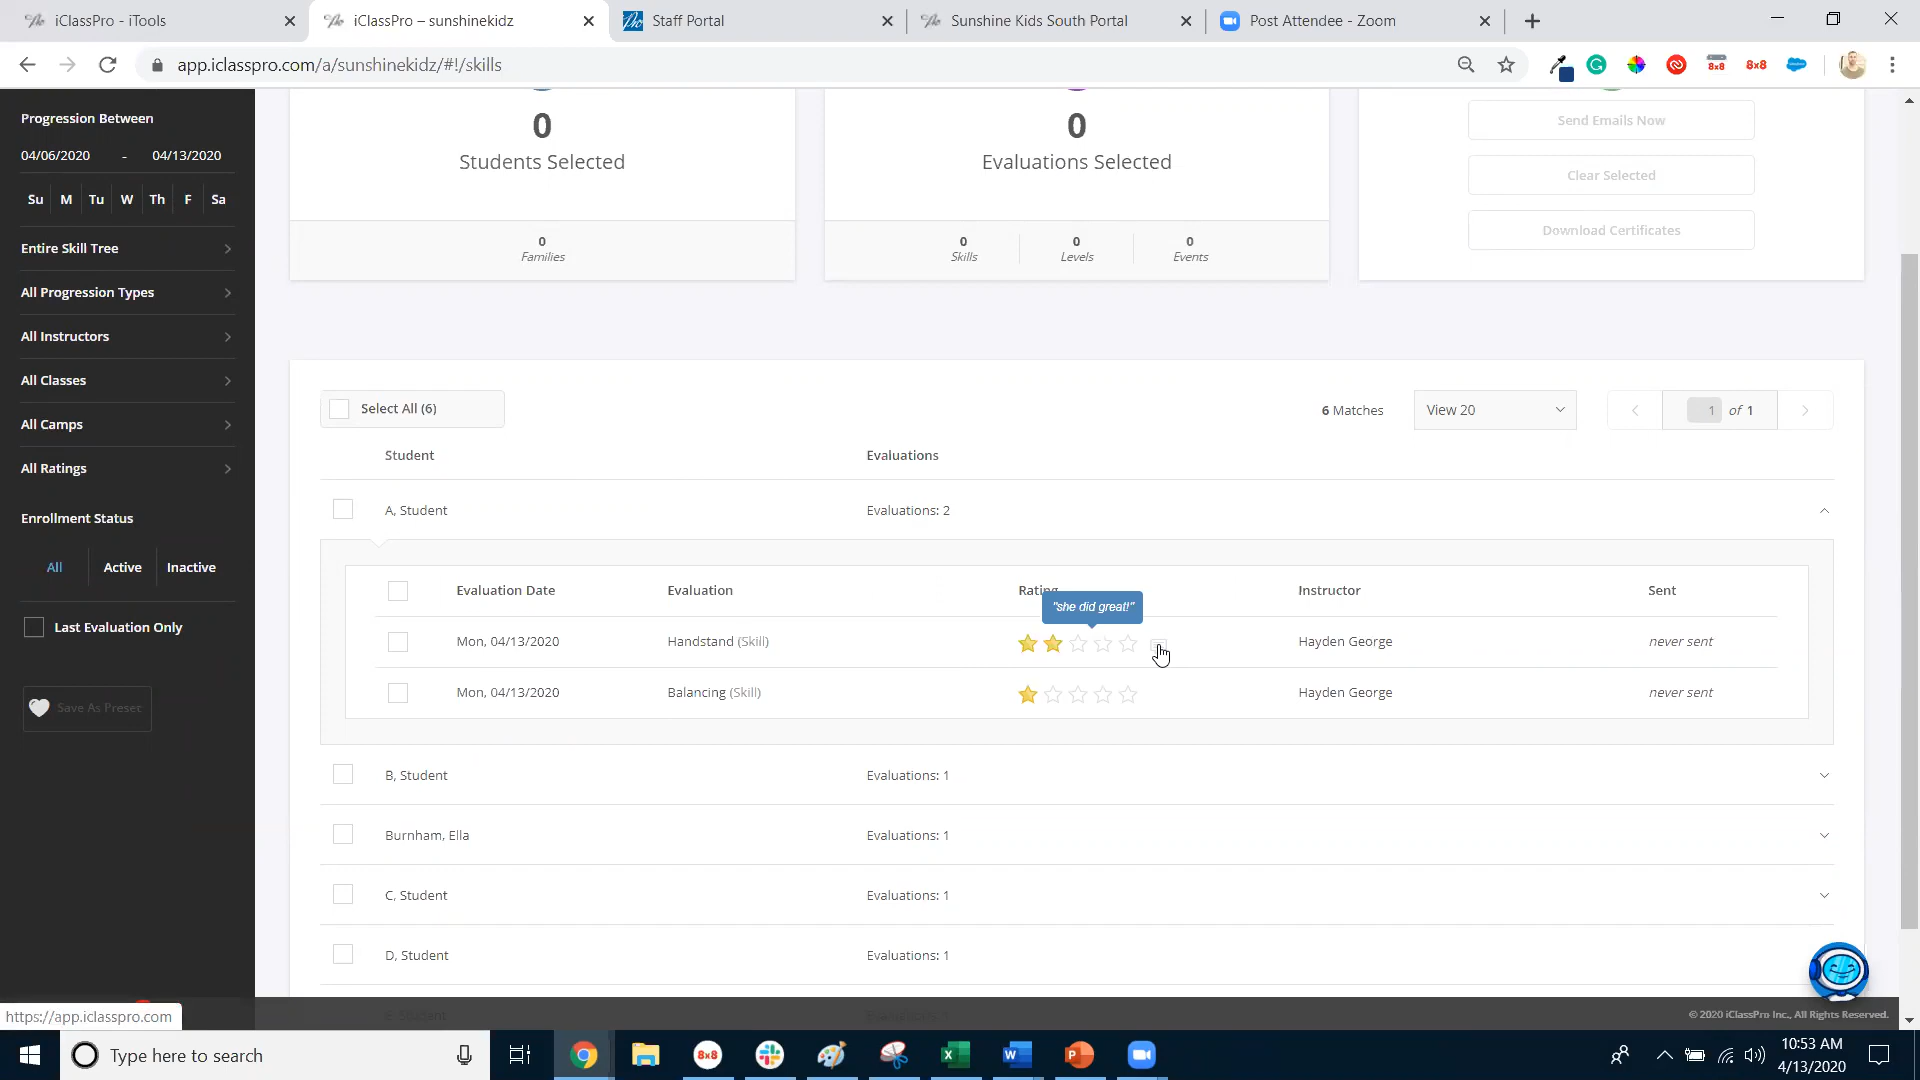 iClassPro - iTools
iClassPro – sunshinekidz
Staff Portal
Sunshine Kids South Portal
Post Attendee - Zoom
app.iclasspro.com/a/sunshinekidz/#!/skills
8x8
8x8
Progression Between
04/06/2020 - 04/13/2020
Su M Tu W Th F Sa
Entire Skill Tree
All Progression Types
All Instructors
All Classes
All Camps
All Ratings
Enrollment Status
All Active Inactive
Last Evaluation Only
Save As Preset
0
Students Selected
0
Families
0
Evaluations Selected
0 0 0
Skills Levels Events
Send Emails Now
Clear Selected
Download Certificates
Select All (6)
6 Matches
View 20
1 of 1
Student Evaluations
A, Student Evaluations: 2
Evaluation Date Evaluation Rating Instructor Sent
"she did great!"
Mon, 04/13/2020 Handstand (Skill) Hayden George never sent
Mon, 04/13/2020 Balancing (Skill) Hayden George never sent
B, Student Evaluations: 1
Burnham, Ella Evaluations: 1
C, Student Evaluations: 1
D, Student Evaluations: 1
E, Student
© 2020 iClassPro Inc., All Rights Reserved.
https://app.iclasspro.com
Type here to search
8x8
10:53 AM
4/13/2020